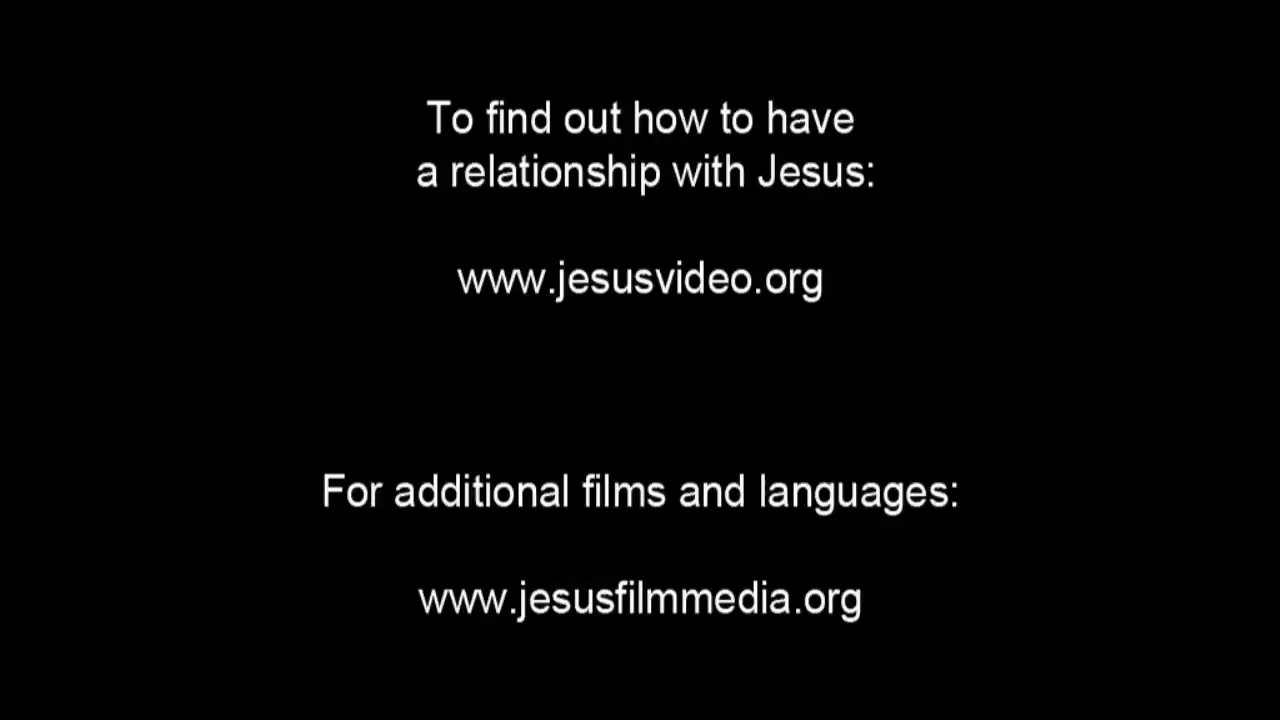 To find out how to have
a relationship with Jesus:
www.jesusvideo.org
For additional films and languages:
www.jesusfilmmedia.org